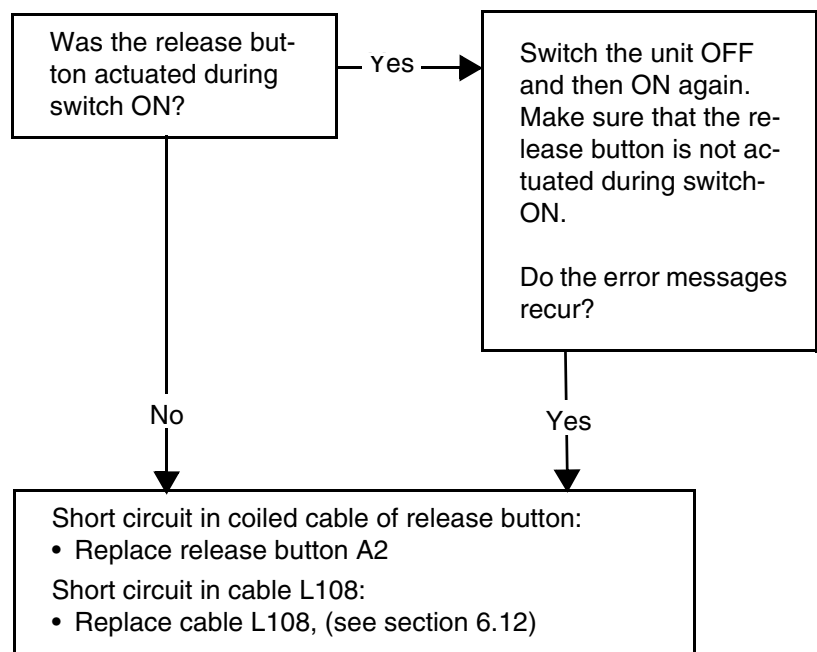 Was the release but-
ton actuated during
switch ON?
Yes
Switch the unit OFF
and then ON again.
Make sure that the re-
lease button is not ac-
tuated during switch-
ON.
Do the error messages
recur?
No
Yes
Short circuit in coiled cable of release button:
• Replace release button A2
Short circuit in cable L108:
• Replace cable L108, (see section 6.12)